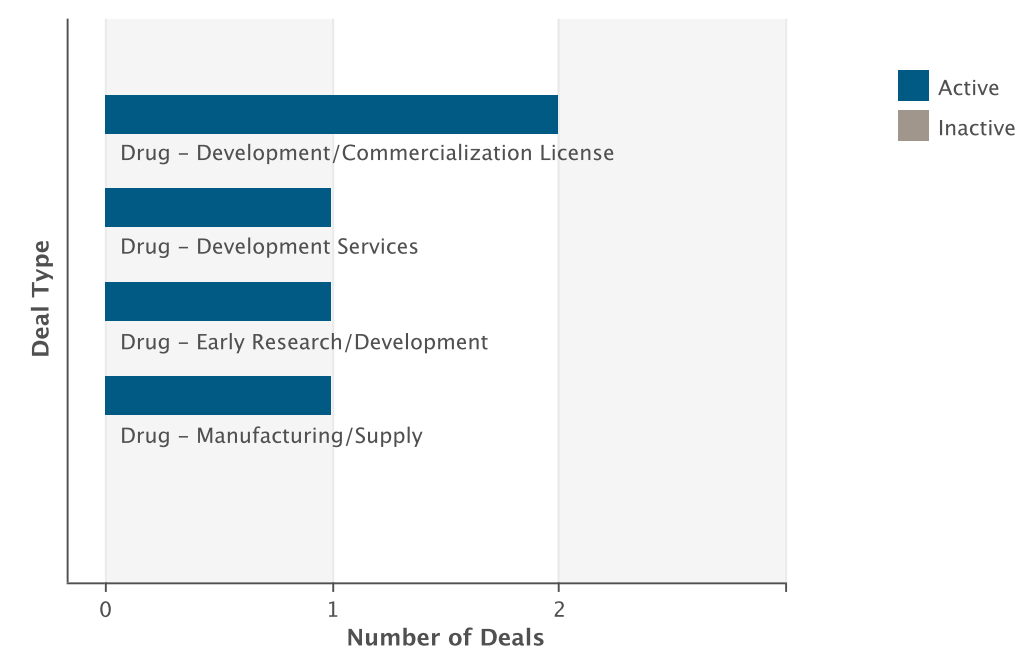 Active
Inactive
Drug – Development/Commercialization License
Drug – Development Services
Drug – Early Research/Development
Drug – Manufacturing/Supply
Deal Type
0 1 2
Number of Deals